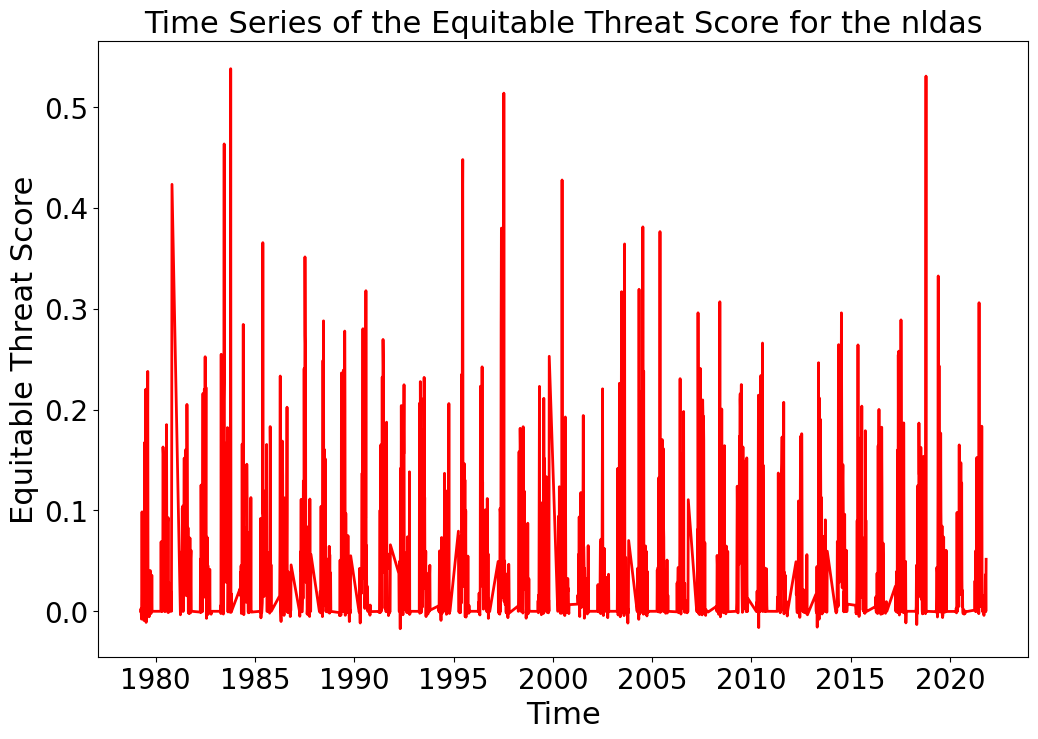 Time Series of the Equitable Threat Score for the nldas
Equitable Threat Score
0.5
0.4
0.3
0.2
0.1
0.0
1980 1985 1990 1995 2000 2005 2010 2015 2020
Time